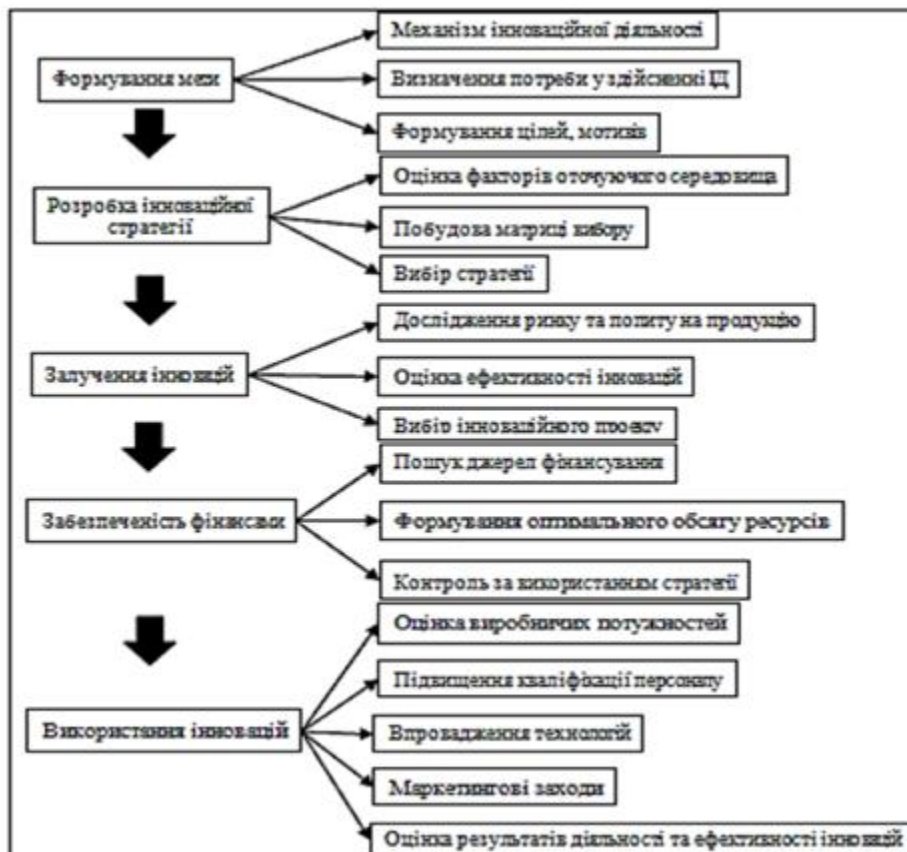 Формування мети
Механізм інноваційної діяльності
Визначення потреби у здійсненні ІД
Формування цілей, мотивів
Розробка інноваційної
стратегії
Оцінка факторів оточуючого середовища
Побудова матриці вибору
Вибір стратегії
Залучення інновацій
Дослідження ринку та попиту на продукцію
Оцінка ефективності інновацій
Вибір інноваційного проекту
Забезпеченість фінансами
Пошук джерел фінансування
Формування оптимального обсягу ресурсів
Контроль за використанням стратегії
Використання інновацій
Оцінка виробничих потужностей
Підвищення кваліфікації персоналу
Впровадження технологій
Маркетингові заходи
Оцінка результатів діяльності та ефективності інновацій